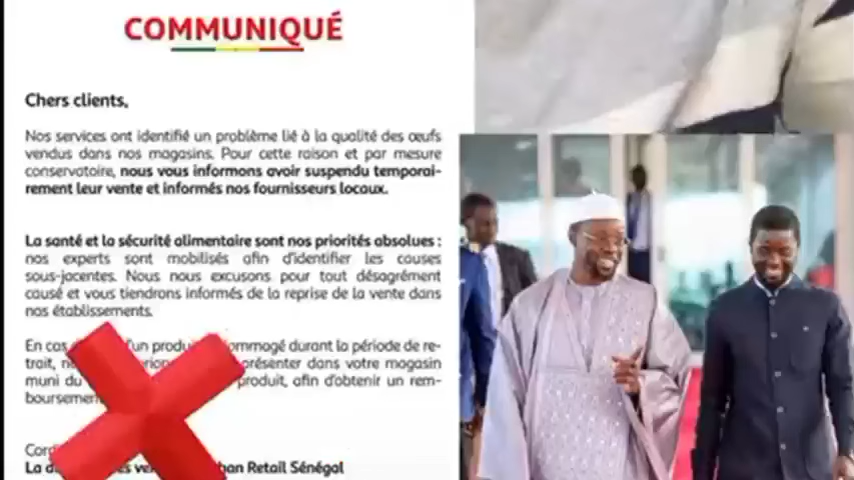 COMMUNIQUÉ
Chers clients,
Nos services ont identifié un problème lié à la qualité des œufs
vendus dans nos magasins. Pour cette raison et par mesure
conservatoire, nous vous informons avoir suspendu temporai-
rement leur vente et informés nos fournisseurs locaux.
La santé et la sécurité alimentaire sont nos priorités absolues :
nos experts sont mobilisés afin d'identifier les causes
sous-jacentes. Nous nous excusons pour tout désagrément
causé et vous tiendrons informés de la reprise de la vente dans
nos établissements.
En cas d'un produit ommagé durant la période de re-
trait, présenter dans votre magasin
muni du produit, afin d'obtenir un rem-
boursement
La Retail Sénégal